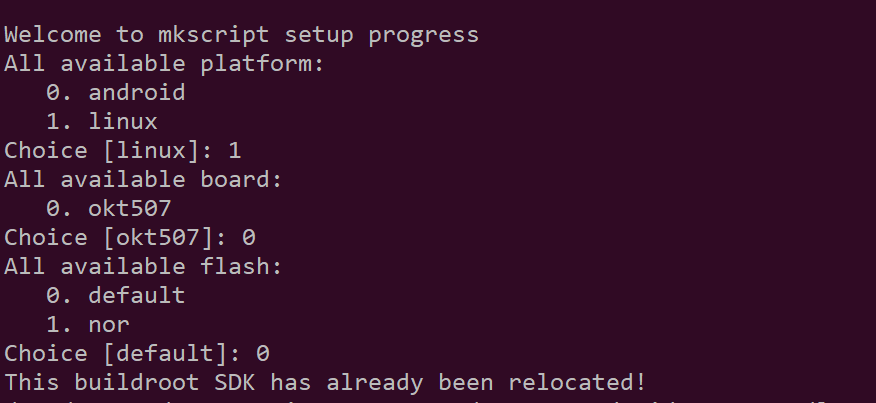 Welcome to mkscript setup progress
All available platform:
0. android
1. linux
Choice [linux]: 1
All available board:
0. okt507
Choice [okt507]: 0
All available flash:
0. default
1. nor
Choice [default]: 0
This buildroot SDK has already been relocated!